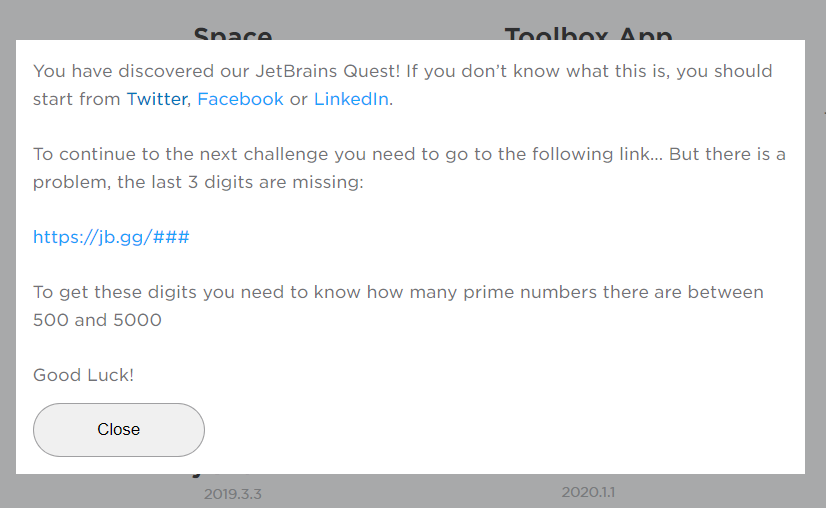 Space
Toolbox App
You have discovered our JetBrains Quest! If you don’t know what this is, you should
start from Twitter, Facebook or LinkedIn.
To continue to the next challenge you need to go to the following link... But there is a
problem, the last 3 digits are missing:
https://jb.gg/###
To get these digits you need to know how many prime numbers there are between
500 and 5000
Good Luck!
Close
2019.3.3
2020.1.1